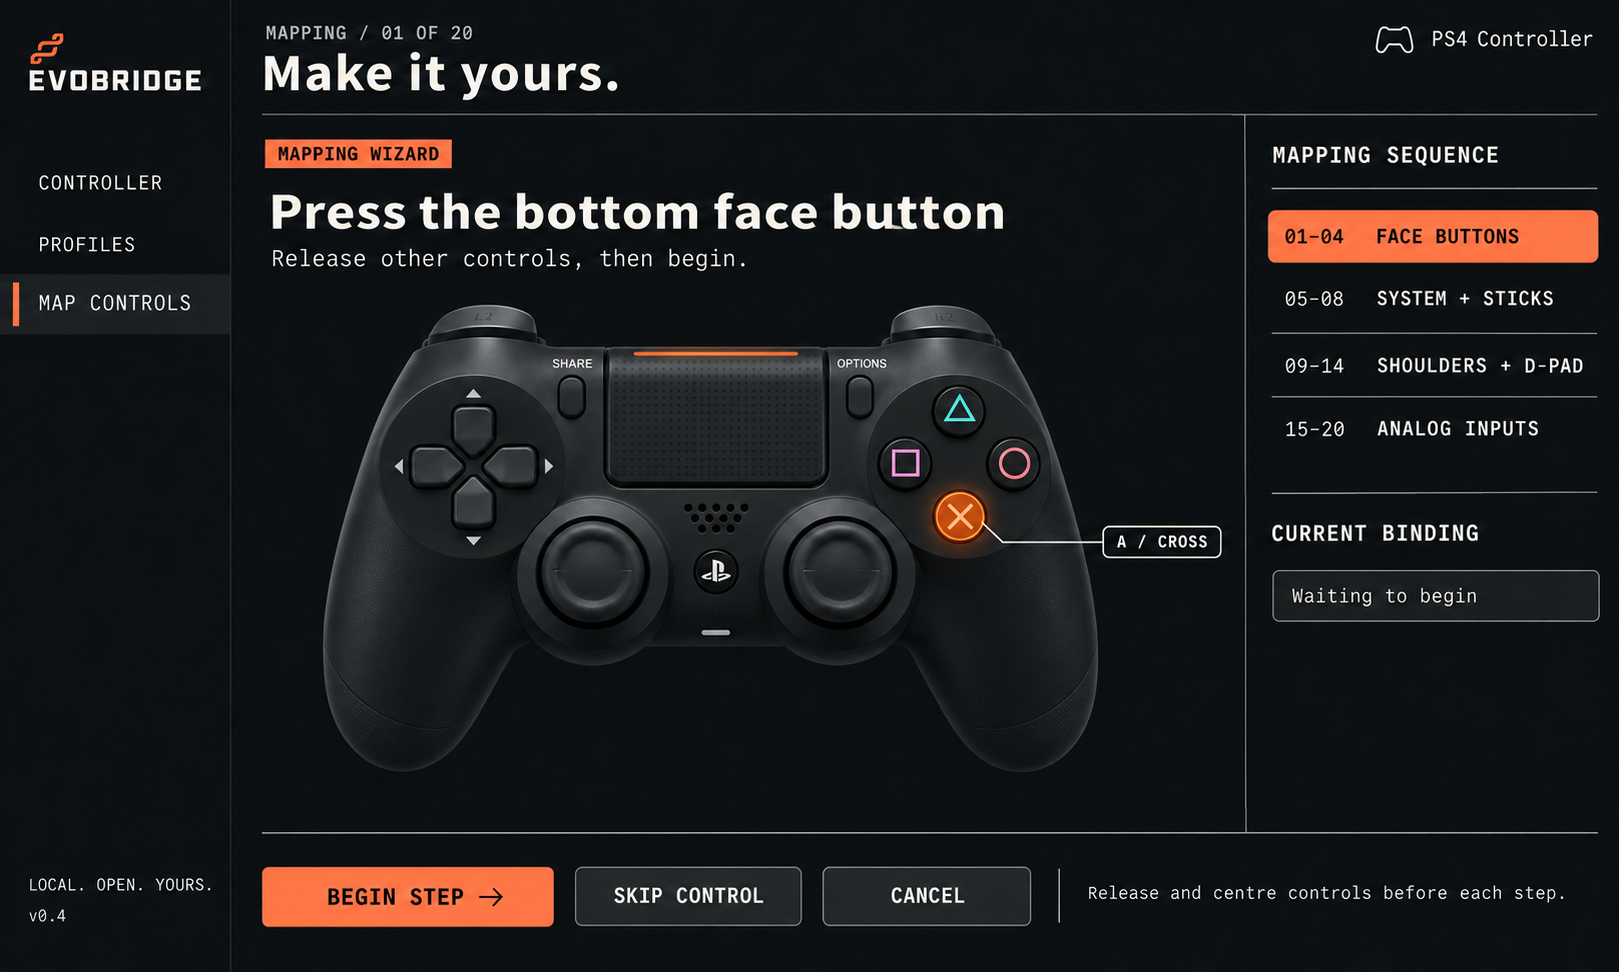 EVOBRIDGE
CONTROLLER
PROFILES
MAP CONTROLS
LOCAL. OPEN. YOURS.
v0.4
MAPPING / 01 OF 20
Make it yours.
PS4 Controller
MAPPING WIZARD
Press the bottom face button
Release other controls, then begin.
L2
R2
SHARE
OPTIONS
A / CROSS
MAPPING SEQUENCE
01–04 FACE BUTTONS
05–08 SYSTEM + STICKS
09–14 SHOULDERS + D-PAD
15–20 ANALOG INPUTS
CURRENT BINDING
Waiting to begin
BEGIN STEP →
SKIP CONTROL
CANCEL
Release and centre controls before each step.